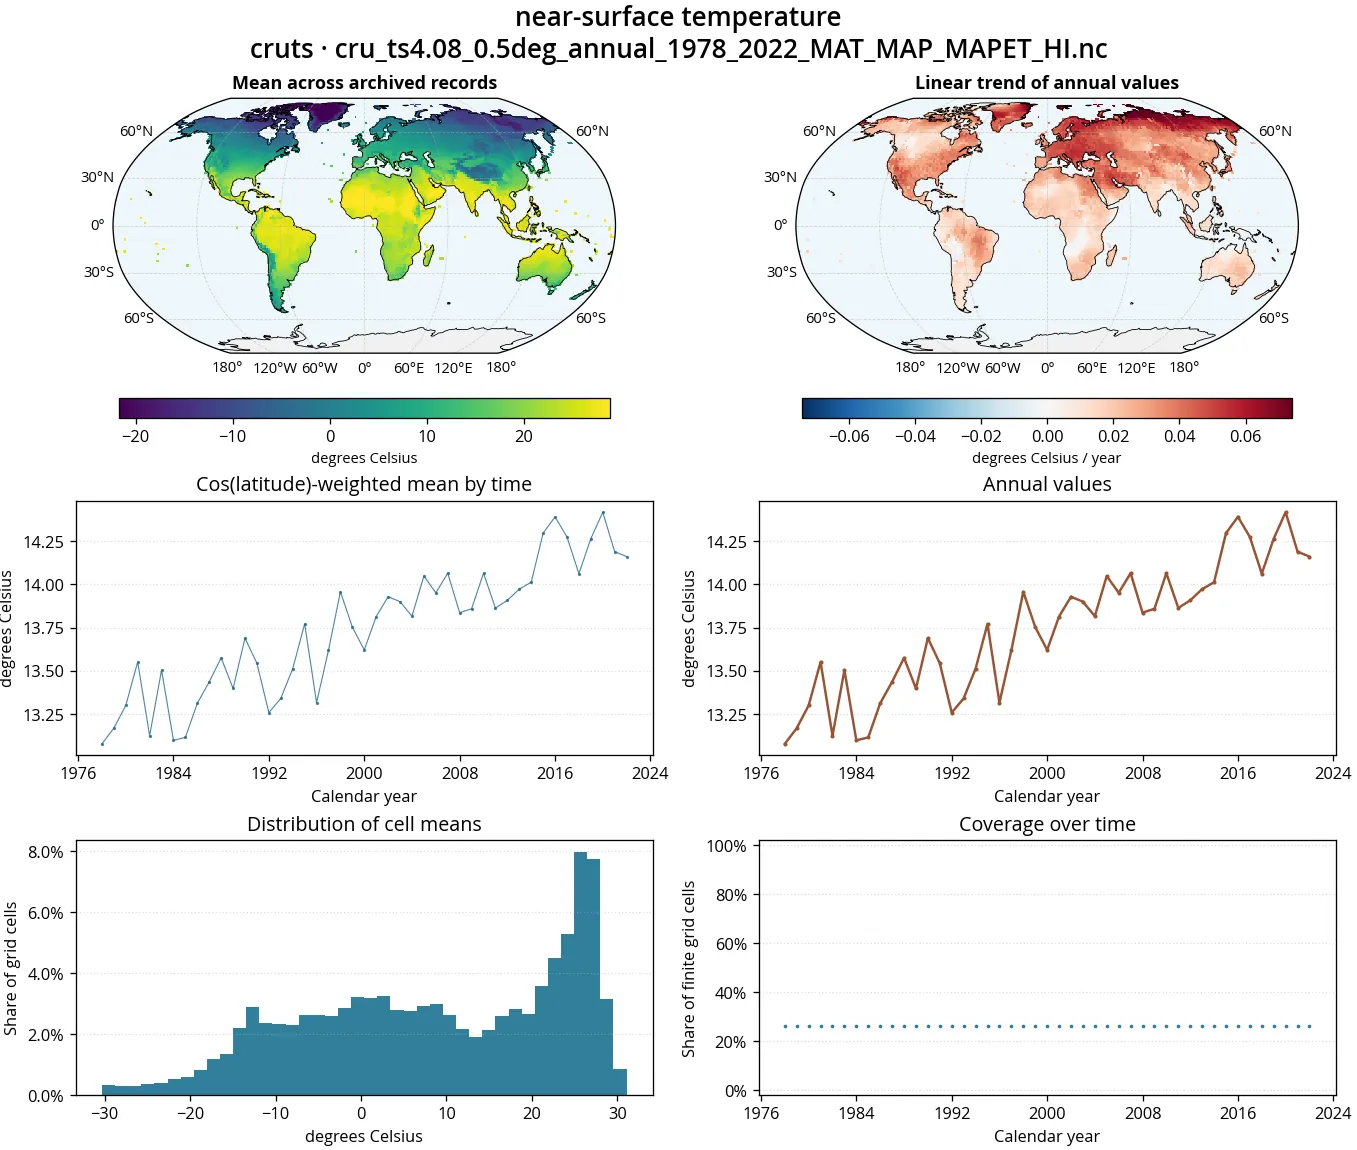 near-surface temperature
cruts · cru_ts4.08_0.5deg_annual_1978_2022_MAT_MAP_MAPET_HI.nc
Mean across archived records
60°N 60°N
30°N
0°
30°S
60°S 60°S
180° 120°W 60°W 0° 60°E 120°E 180°
−20 −10 0 10 20
degrees Celsius
Linear trend of annual values
60°N 60°N
30°N
0°
30°S
60°S 60°S
180° 120°W 60°W 0° 60°E 120°E 180°
−0.06 −0.04 −0.02 0.00 0.02 0.04 0.06
degrees Celsius / year
Cos(latitude)-weighted mean by time
degrees Celsius
14.25
14.00
13.75
13.50
13.25
1976 1984 1992 2000 2008 2016 2024
Calendar year
Annual values
degrees Celsius
14.25
14.00
13.75
13.50
13.25
1976 1984 1992 2000 2008 2016 2024
Calendar year
Distribution of cell means
Share of grid cells
8.0%
6.0%
4.0%
2.0%
0.0%
−30 −20 −10 0 10 20 30
degrees Celsius
Coverage over time
Share of finite grid cells
100%
80%
60%
40%
20%
0%
1976 1984 1992 2000 2008 2016 2024
Calendar year